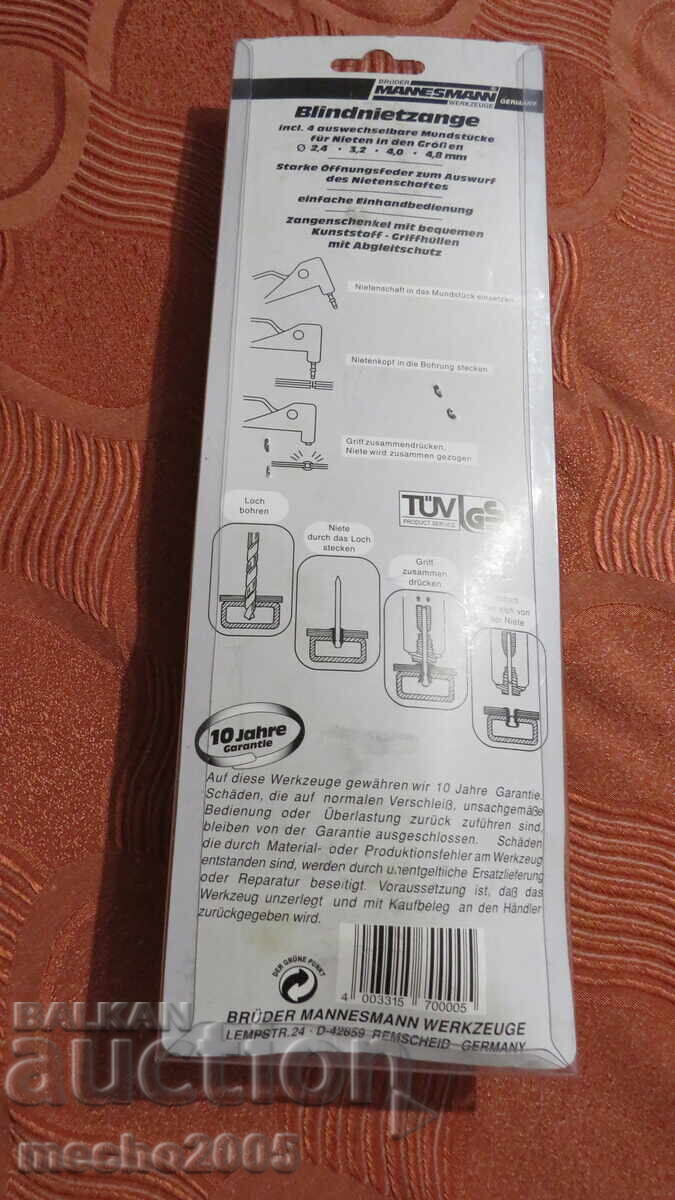 BRÜDER
MANNESMANN®
WERKZEUGE GERMANY
Blindnietzange
incl. 4 auswechselbare Mundstücke
für Nieten in den Größen
Ø 2,4 • 3,2 • 4,0 • 4,8 mm
Starke Öffnungsfeder zum Auswurf
des Nietenschaftes
einfache Einhandbedienung
Zangenschenkel mit bequemen
Kunststoff - Griffhüllen
mit Abgleitschutz
Nietenschaft in das Mundstück einsetzen
Nietenkopf in die Bohrung stecken
Griff zusammendrücken,
Niete wird zusammen gezogen
TÜV GS
PRODUCT SERVICE
Loch
bohren
Niete
durch das Loch
stecken
Griff
zusammen
drücken
sich von
der Niete
10 Jahre
Garantie
Auf diese Werkzeuge gewähren wir 10 Jahre Garantie.
Schäden, die auf normalen Verschleiß, unsachgemäße
Bedienung oder Überlastung zurück zuführen sind,
bleiben von der Garantie ausgeschlossen. Schäden
die durch Material- oder Produktionsfehler am Werkzeug
entstanden sind, werden durch unentgeltliche Ersatzlieferung
oder Reparatur beseitigt. Voraussetzung ist, daß das
Werkzeug unzerlegt und mit Kaufbeleg an den Händler
zurückgegeben wird.
DER GRÜNE PUNKT
4 003315 700005
BRÜDER MANNESMANN WERKZEUGE
LEMPSTR.24 - D-42859 REMSCHEID - GERMANY
BALKAN
auction
mecho2005